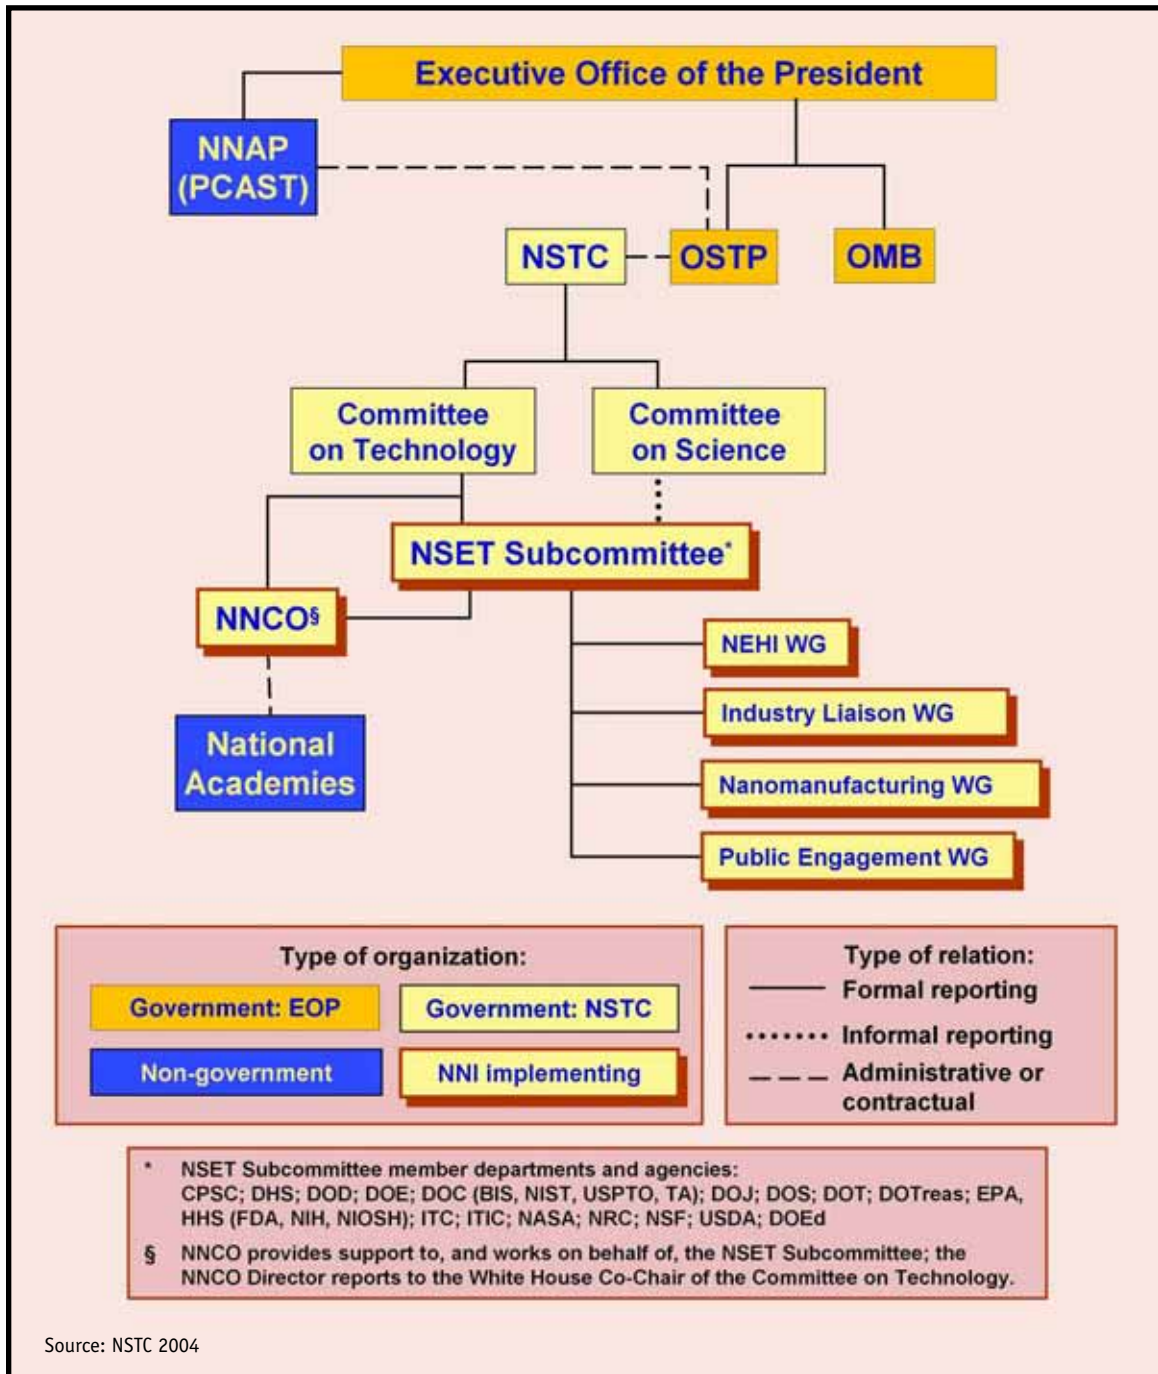 Executive Office of the President
NNAP
(PCAST)
NSTC
OSTP
OMB
Committee
on Technology
Committee
on Science
NSET Subcommittee*
NNCO§
NEHI WG
Industry Liaison WG
National
Academies
Nanomanufacturing WG
Public Engagement WG
Type of organization:
Government: EOP
Government: NSTC
Non-government
NNI implementing
Type of relation:
Formal reporting
Informal reporting
Administrative or
contractual
* NSET Subcommittee member departments and agencies:
CPSC; DHS; DOD; DOE; DOC (BIS, NIST, USPTO, TA); DOJ; DOS; DOT; DOTreas; EPA,
HHS (FDA, NIH, NIOSH); ITC; ITIC; NASA; NRC; NSF; USDA; DOEd
§ NNCO provides support to, and works on behalf of, the NSET Subcommittee; the
NNCO Director reports to the White House Co-Chair of the Committee on Technology.
Source: NSTC 2004